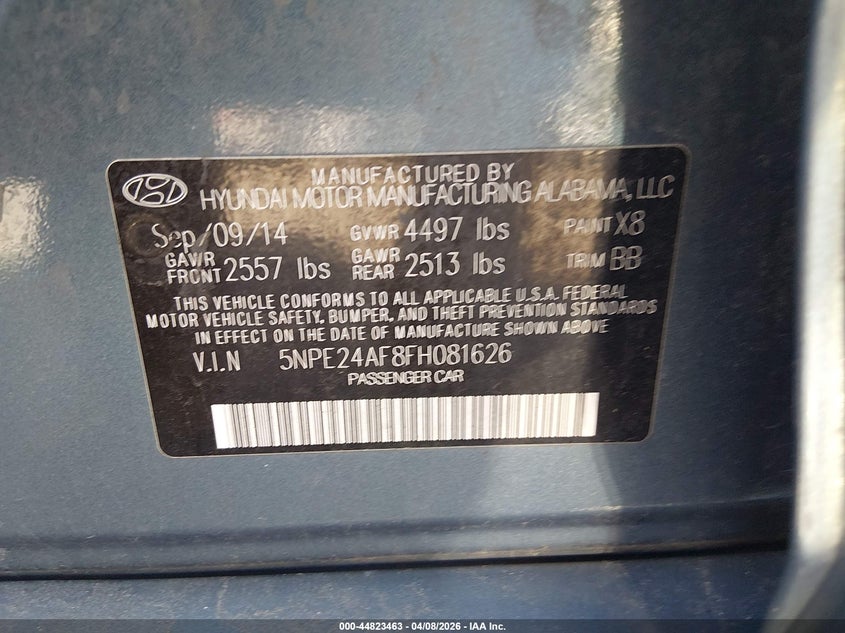 MANUFACTURED BY
HYUNDAI MOTOR MANUFACTURING ALABAMA, LLC
Sep/09/14 GVWR 4497 lbs PAINT X8
GAWR FRONT 2557 lbs GAWR REAR 2513 lbs TRIM BB
THIS VEHICLE CONFORMS TO ALL APPLICABLE U.S.A. FEDERAL
MOTOR VEHICLE SAFETY, BUMPER, AND THEFT PREVENTION STANDARDS
IN EFFECT ON THE DATE OF MANUFACTURE SHOWN ABOVE
V.I.N 5NPE24AF8FH081626
PASSENGER CAR
000-44823463 - 04/08/2026 - IAA Inc.